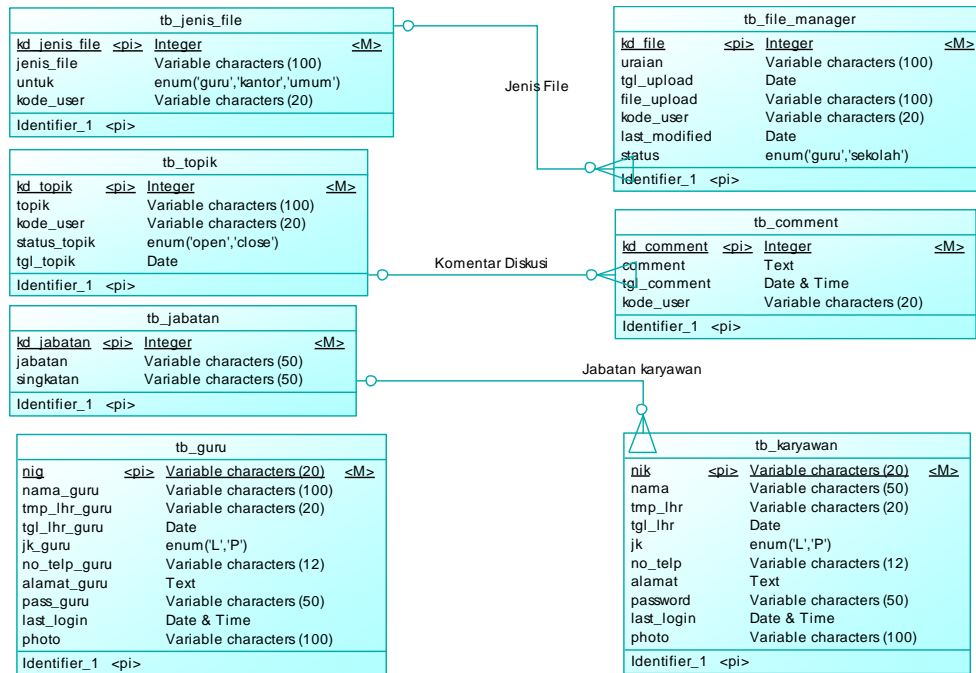 tb_jenis_file
kd_jenis_file <pi> Integer <M>
jenis_file Variable characters (100)
untuk enum('guru','kantor','umum')
kode_user Variable characters (20)
Identifier_1 <pi>
tb_file_manager
kd_file <pi> Integer <M>
uraian Variable characters (100)
tgl_upload Date
file_upload Variable characters (100)
kode_user Variable characters (20)
last_modified Date
status enum('guru','sekolah')
Identifier_1 <pi>
Jenis File
tb_topik
kd_topik <pi> Integer <M>
topik Variable characters (100)
kode_user Variable characters (20)
status_topik enum('open','close')
tgl_topik Date
Identifier_1 <pi>
Komentar Diskusi
tb_comment
kd_comment <pi> Integer <M>
comment Text
tgl_comment Date & Time
kode_user Variable characters (20)
Identifier_1 <pi>
tb_jabatan
kd_jabatan <pi> Integer <M>
jabatan Variable characters (50)
singkatan Variable characters (50)
Identifier_1 <pi>
Jabatan karyawan
tb_guru
nig <pi> Variable characters (20) <M>
nama_guru Variable characters (100)
tmp_lhr_guru Variable characters (20)
tgl_lhr_guru Date
jk_guru enum('L','P')
no_telp_guru Variable characters (12)
alamat_guru Text
pass_guru Variable characters (50)
last_login Date & Time
photo Variable characters (100)
Identifier_1 <pi>
tb_karyawan
nik <pi> Variable characters (20) <M>
nama Variable characters (50)
tmp_lhr Variable characters (20)
tgl_lhr Date
jk enum('L','P')
no_telp Variable characters (12)
alamat Text
password Variable characters (50)
last_login Date & Time
photo Variable characters (100)
Identifier_1 <pi>